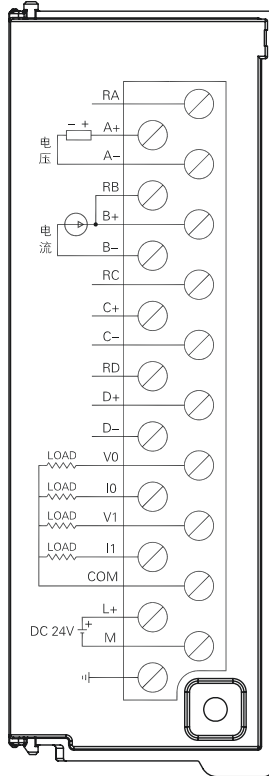 RA
- +
A+
电
压
A-
RB
B+
电
流
B-
RC
C+
C-
RD
D+
D-
LOAD
V0
LOAD
I0
LOAD
V1
LOAD
I1
COM
L+
+
DC 24V
M